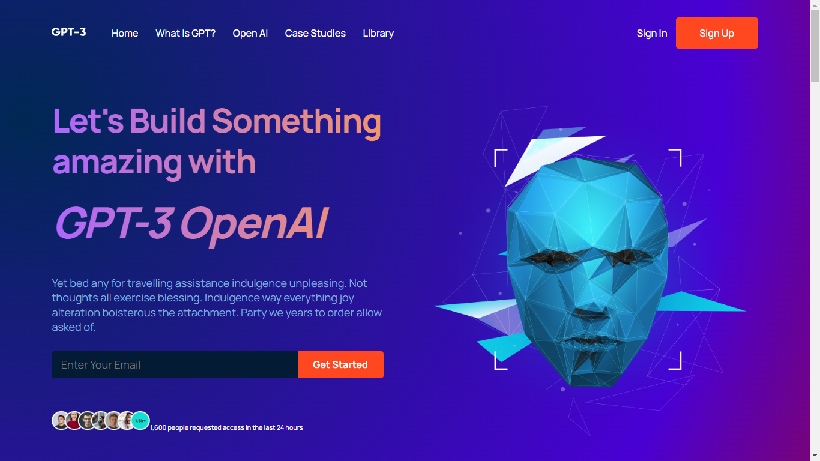 GPT-3
Home
What is GPT?
Open AI
Case Studies
Library
Sign In
Sign Up
Let's Build Something
amazing with
GPT-3 OpenAI
Yet bed any for travelling assistance indulgence unpleasing. Not
thoughts all exercise blessing. Indulgence way everything joy
alteration boisterous the attachment. Party we years to order allow
asked of.
Enter Your Email
Get Started
1,600 people requested access in the last 24 hours